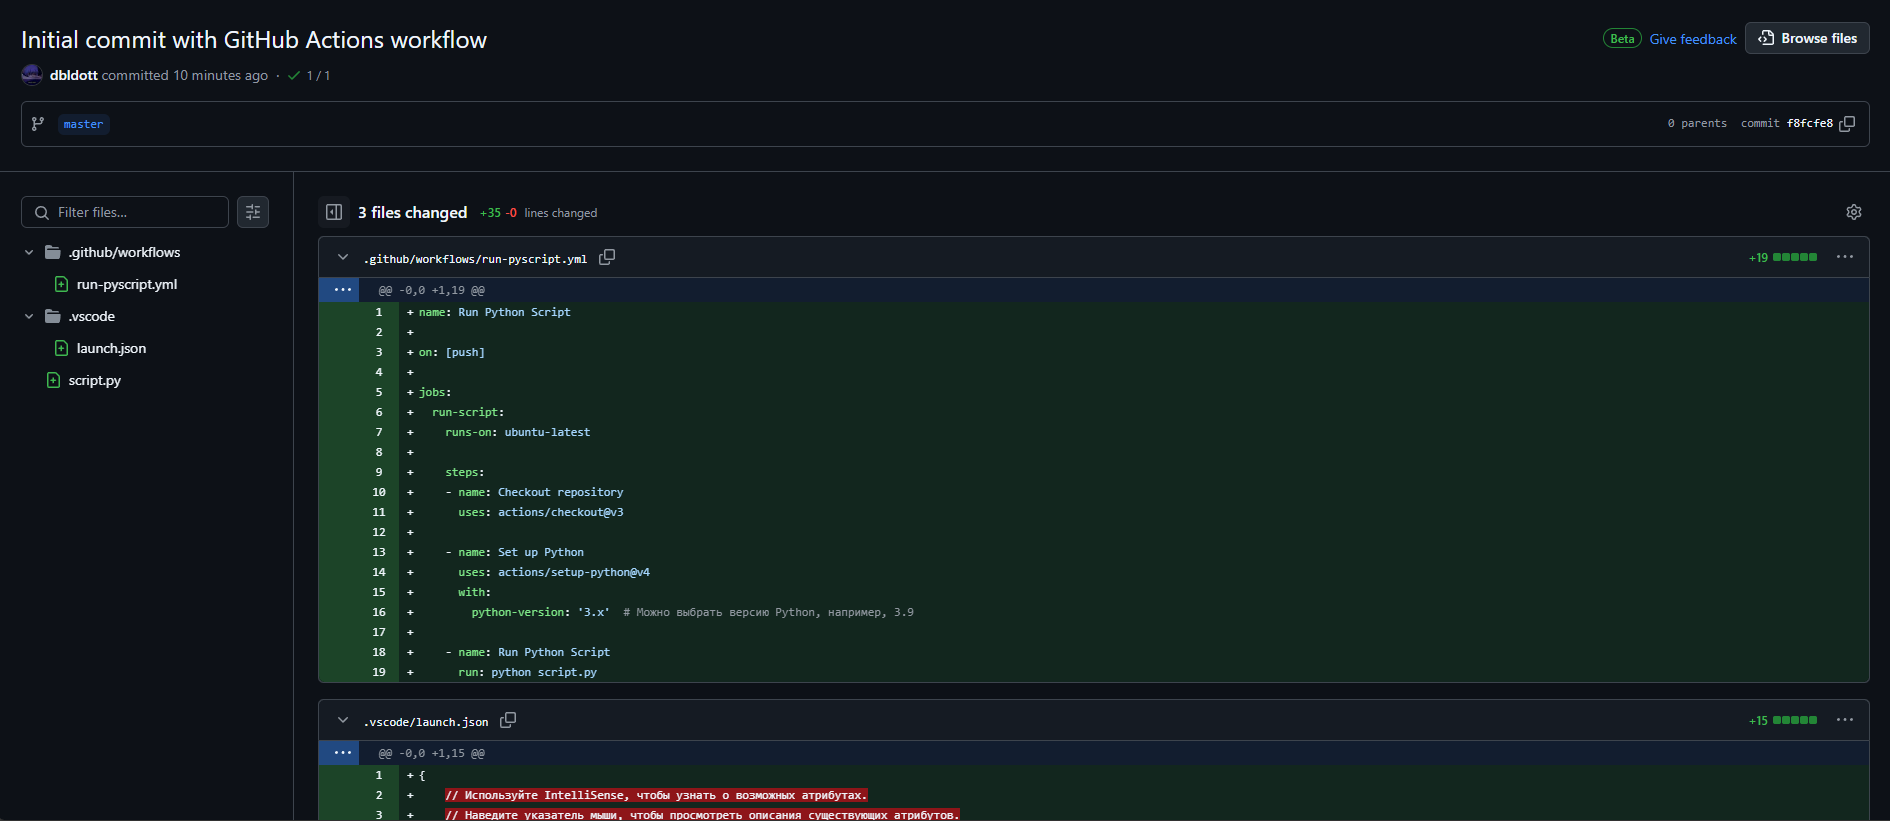 Initial commit with GitHub Actions workflow
Beta Give feedback Browse files
dbldott committed 10 minutes ago · 1 / 1
master
0 parents commit f8fcfe8
Filter files...
.github/workflows
run-pyscript.yml
.vscode
launch.json
script.py
3 files changed +35 -0 lines changed
.github/workflows/run-pyscript.yml
+19
@@ -0,0 +1,19 @@
1 + name: Run Python Script
2 +
3 + on: [push]
4 +
5 + jobs:
6 + run-script:
7 + runs-on: ubuntu-latest
8 +
9 + steps:
10 + - name: Checkout repository
11 + uses: actions/checkout@v3
12 +
13 + - name: Set up Python
14 + uses: actions/setup-python@v4
15 + with:
16 + python-version: '3.x' # Можно выбрать версию Python, например, 3.9
17 +
18 + - name: Run Python Script
19 + run: python script.py
.vscode/launch.json
+15
@@ -0,0 +1,15 @@
1 + {
2 + // Используйте IntelliSense, чтобы узнать о возможных атрибутах.
3 + // Наведите указатель мыши, чтобы просмотреть описания существующих атрибутов.